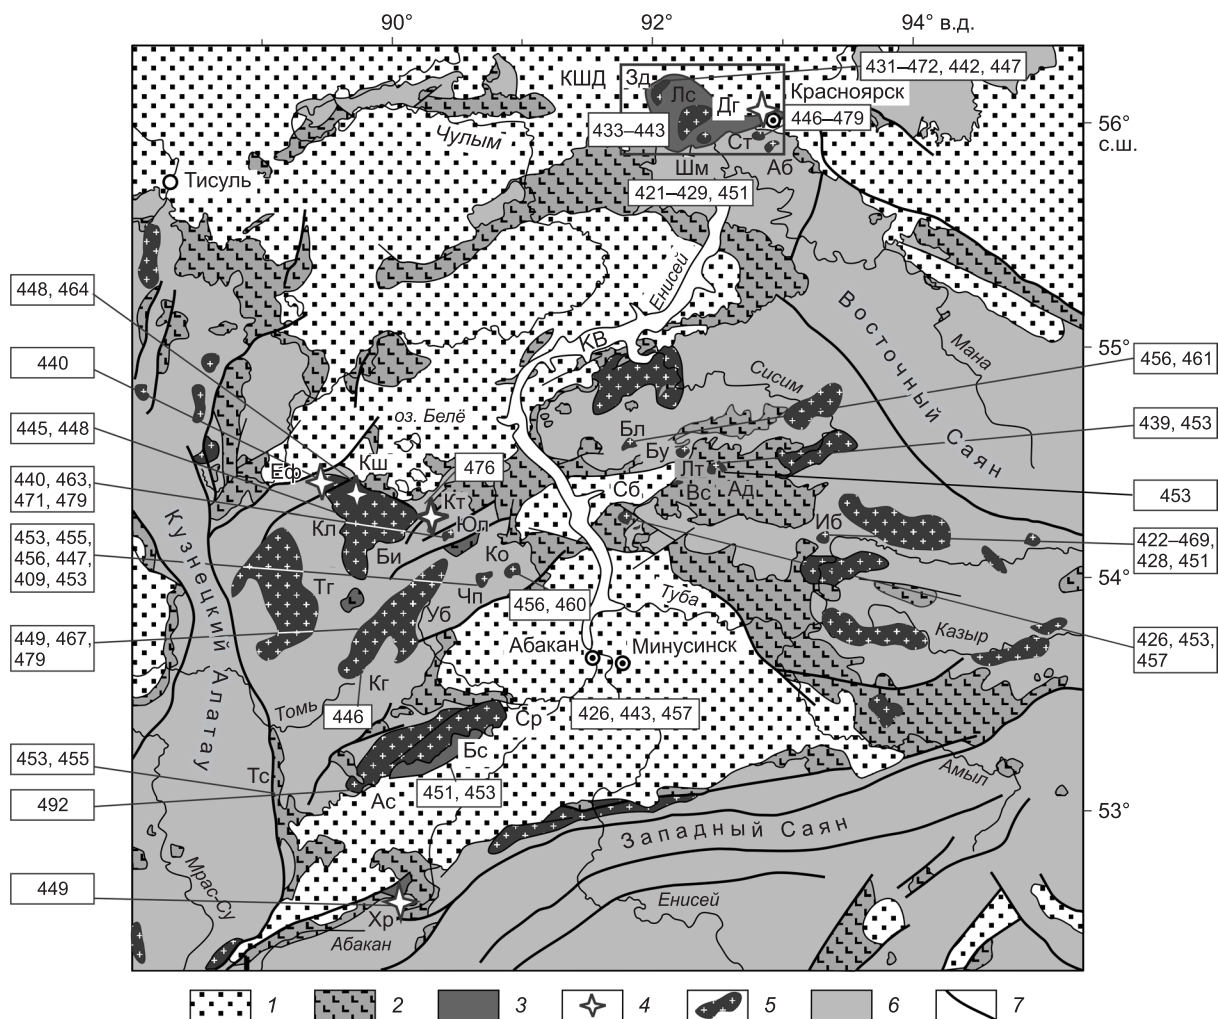 90°
92°
94° в.д.
КШД
Зд
431–472, 442, 447
Лс
Дг
Красноярск
446–479
433–443
Ст
56°
с.ш.
Чулым
Шм
Аб
Тисуль
421–429, 451
Енисей
448, 464
Восточный Саян
Мана
КВ
55°
440
456, 461
Сисим
оз. Белё
445, 448
Бл
439, 453
Бу
Еф
Кш
476
Лт
440, 463,
471, 479
Сб
Вс
Ад
453
Кт
Кл
Юл
Иб
Кузнецкий Алатау
453, 455,
456, 447,
409, 453
Би
Ко
422–469,
428, 451
54°
Тг
Чп
456, 460
Туба
Уб
449, 467,
479
Абакан
Минусинск
Казыр
426, 453,
457
Кг
Томь
446
Ср
426, 443, 457
Бс
453, 455
Тс
Амыл
492
Ас
451, 453
53°
Западный Саян
449
Мрас-Су
Хр
Енисей
Абакан
1
2
3
4
5
6
7